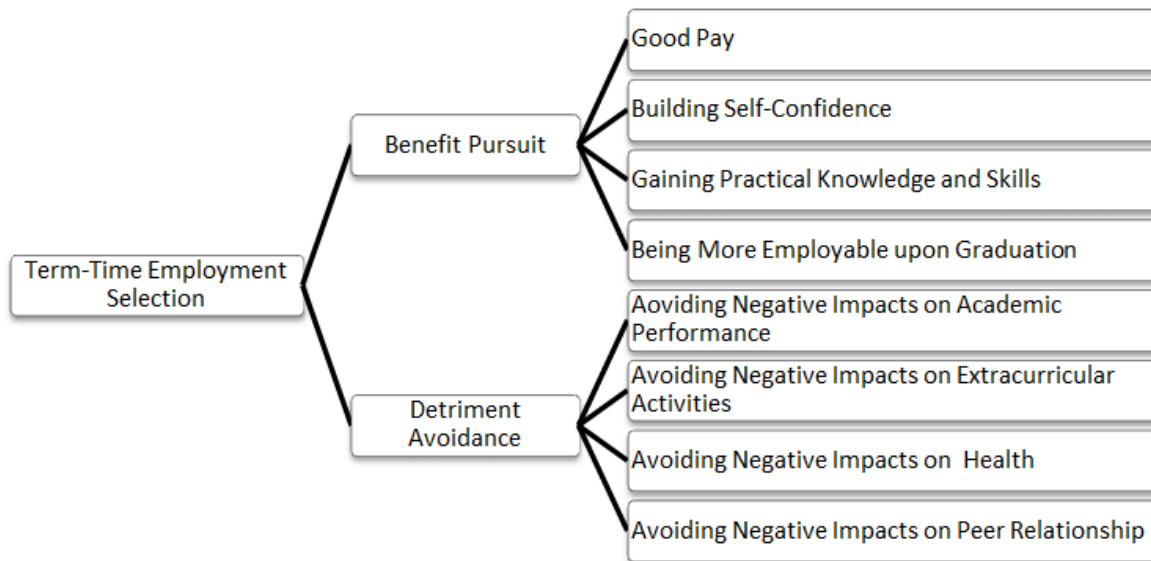 Good Pay
Building Self-Confidence
Benefit Pursuit
Gaining Practical Knowledge and Skills
Being More Employable upon Graduation
Term-Time Employment
Selection
Aoviding Negative Impacts on Academic
Performance
Avoiding Negative Impacts on Extracurricular
Activities
Detriment
Avoidance
Avoiding Negative Impacts on  Health
Avoiding Negative Impacts on Peer Relationship